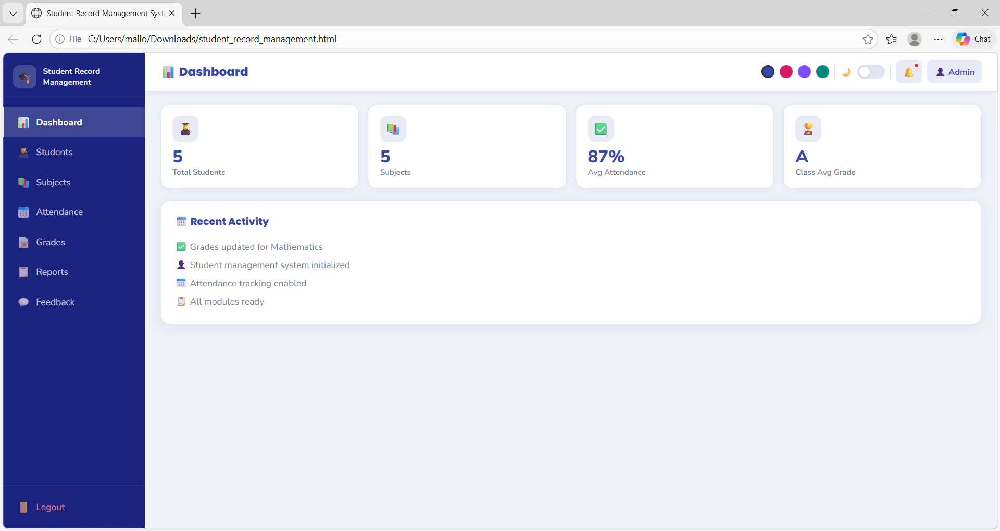 Student Record Management Syst
File C:/Users/mallo/Downloads/student_record_management.html
Chat
Student Record
Management
Dashboard
Students
Subjects
Attendance
Grades
Reports
Feedback
Logout
Dashboard
Admin
5
Total Students
5
Subjects
87%
Avg Attendance
A
Class Avg Grade
Recent Activity
Grades updated for Mathematics
Student management system initialized
Attendance tracking enabled
All modules ready